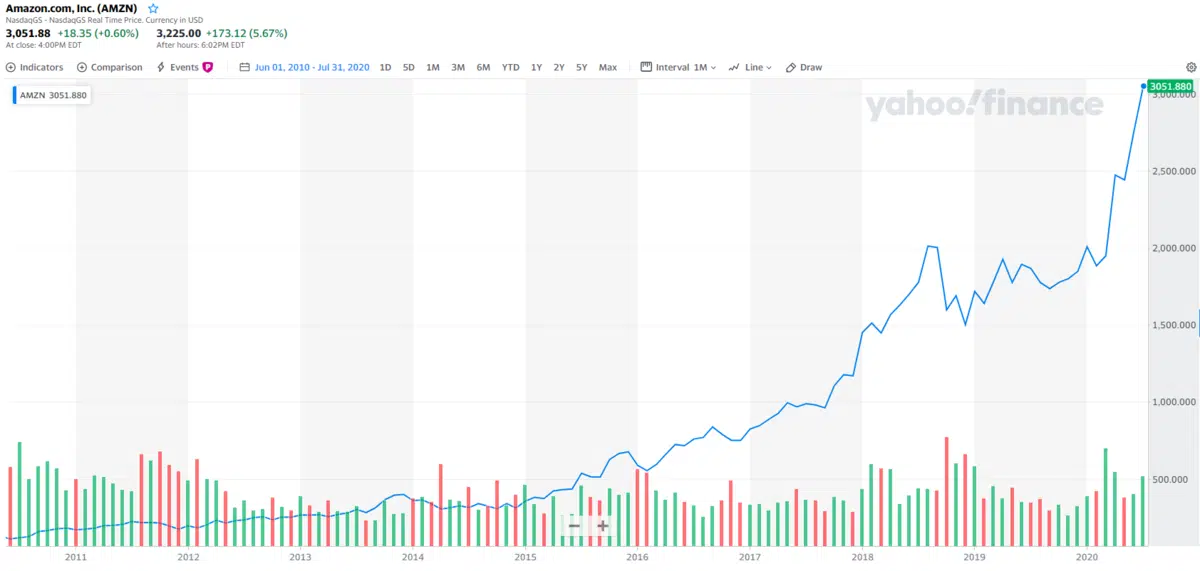 Amazon.com, Inc. (AMZN)
NasdaqGS - NasdaqGS Real Time Price. Currency in USD
3,051.88 +18.35 (+0.60%) 3,225.00 +173.12 (5.67%)
At close: 4:00PM EDT After hours: 6:02PM EDT
Indicators Comparison Events P Jun 01, 2010 - Jul 31, 2020 1D 5D 1M 3M 6M YTD 1Y 2Y 5Y Max Interval 1M Line Draw
AMZN 3051.880
yahoo!finance
3051.880
3,000.000
2,500.000
2,000.000
1,500.000
1,000.000
500.000
2011 2012 2013 2014 2015 2016 2017 2018 2019 2020